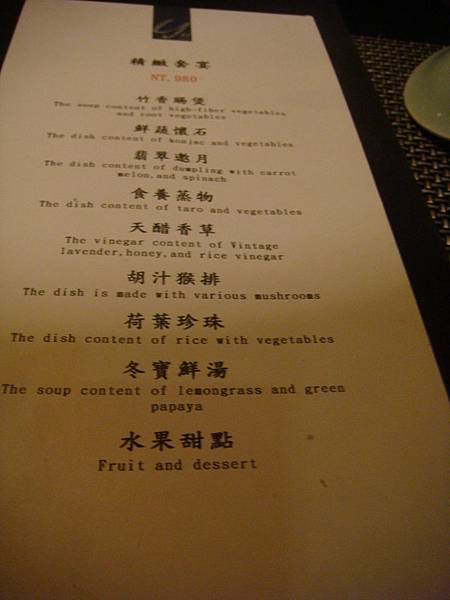 精緻套宴
NT.980
竹香賜煲
The soup content of high-fiber vegetables
and root vegetables
鮮蔬懷石
The dish content of konjac and vegetables
翡翠邀月
The dish content of dumpling with carrot
melon,and spinach
食養蒸物
The dish content of taro and vegetables
天醋香草
The vinegar content of Vintage
lavender,honey,and rice vinegar
胡汁猴排
The dish is made with various mushrooms
荷葉珍珠
The dish content of rice with vegetables
冬寶鮮湯
The soup content of lemongrass and green
papaya
水果甜點
Fruit and dessert